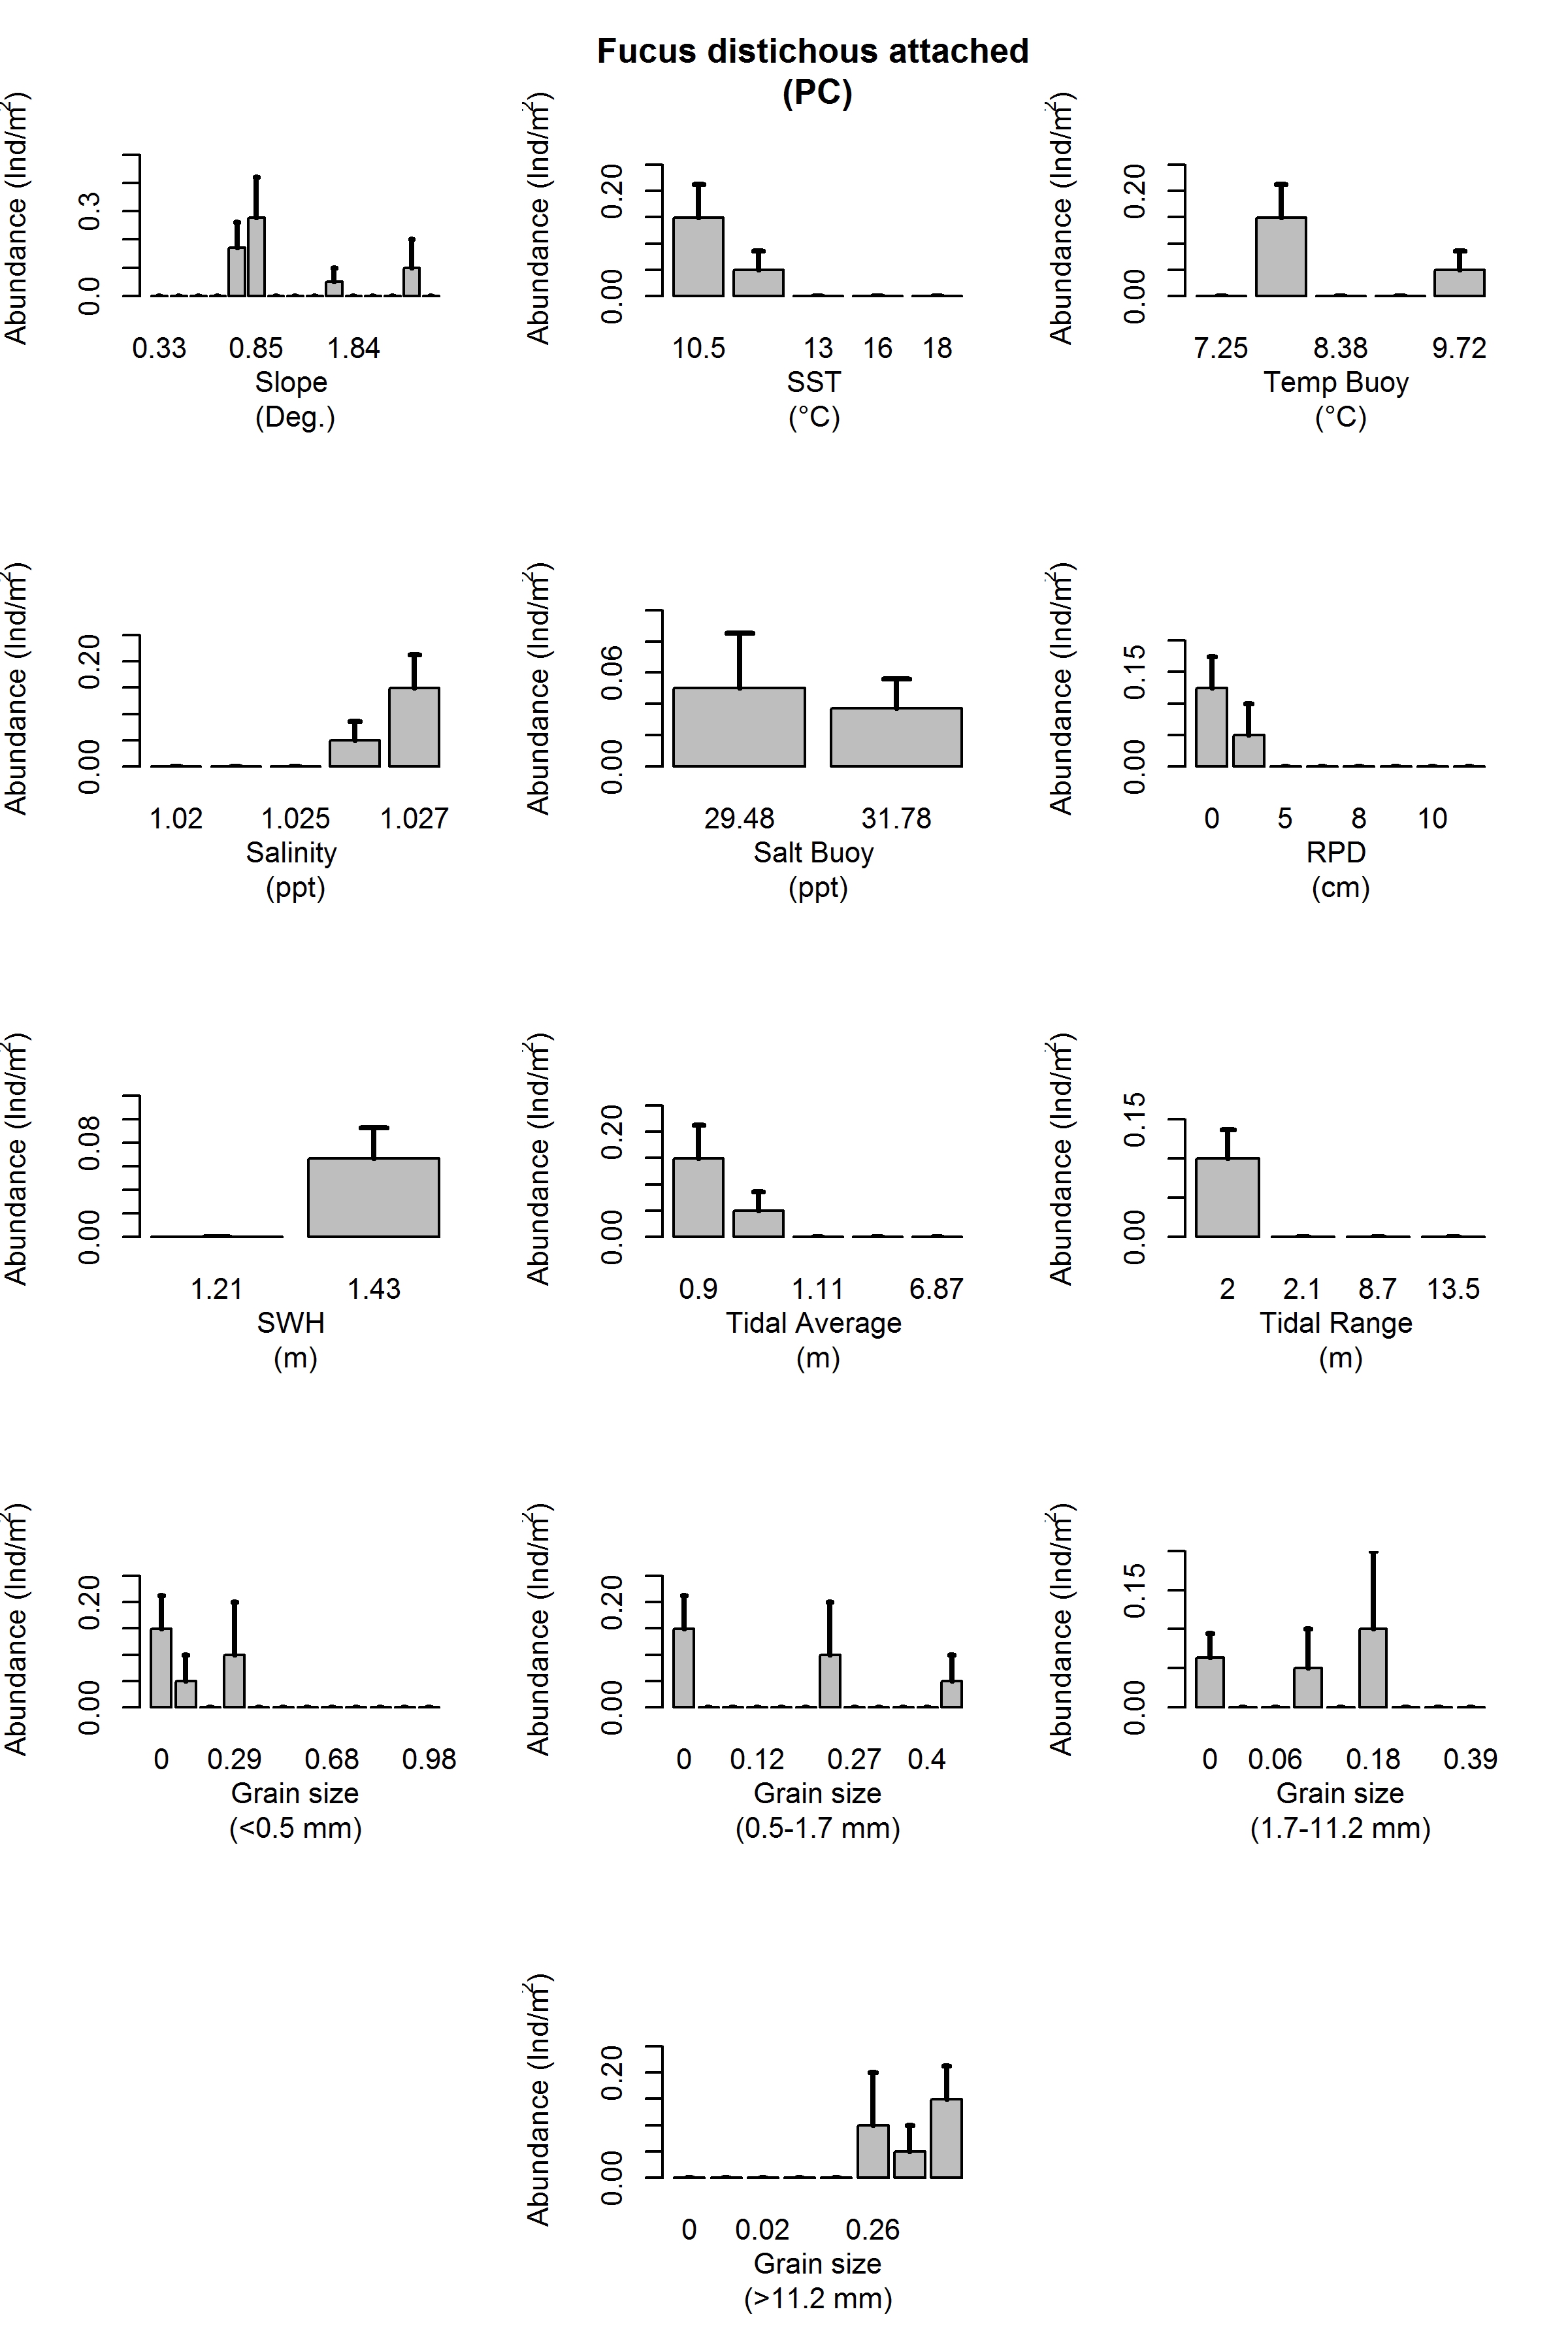 Fucus distichous attached
(PC)
Abundance (Ind/m²)
0.0 0.3
0.33 0.85 1.84
Slope
(Deg.)
Abundance (Ind/m²)
0.00 0.20
10.5 13 16 18
SST
(°C)
Abundance (Ind/m²)
0.00 0.20
7.25 8.38 9.72
Temp Buoy
(°C)
Abundance (Ind/m²)
0.00 0.20
1.02 1.025 1.027
Salinity
(ppt)
Abundance (Ind/m²)
0.00 0.06
29.48 31.78
Salt Buoy
(ppt)
Abundance (Ind/m²)
0.00 0.15
0 5 8 10
RPD
(cm)
Abundance (Ind/m²)
0.00 0.08
1.21 1.43
SWH
(m)
Abundance (Ind/m²)
0.00 0.20
0.9 1.11 6.87
Tidal Average
(m)
Abundance (Ind/m²)
0.00 0.15
2 2.1 8.7 13.5
Tidal Range
(m)
Abundance (Ind/m²)
0.00 0.20
0 0.29 0.68 0.98
Grain size
(<0.5 mm)
Abundance (Ind/m²)
0.00 0.20
0 0.12 0.27 0.4
Grain size
(0.5-1.7 mm)
Abundance (Ind/m²)
0.00 0.15
0 0.06 0.18 0.39
Grain size
(1.7-11.2 mm)
Abundance (Ind/m²)
0.00 0.20
0 0.02 0.26
Grain size
(>11.2 mm)